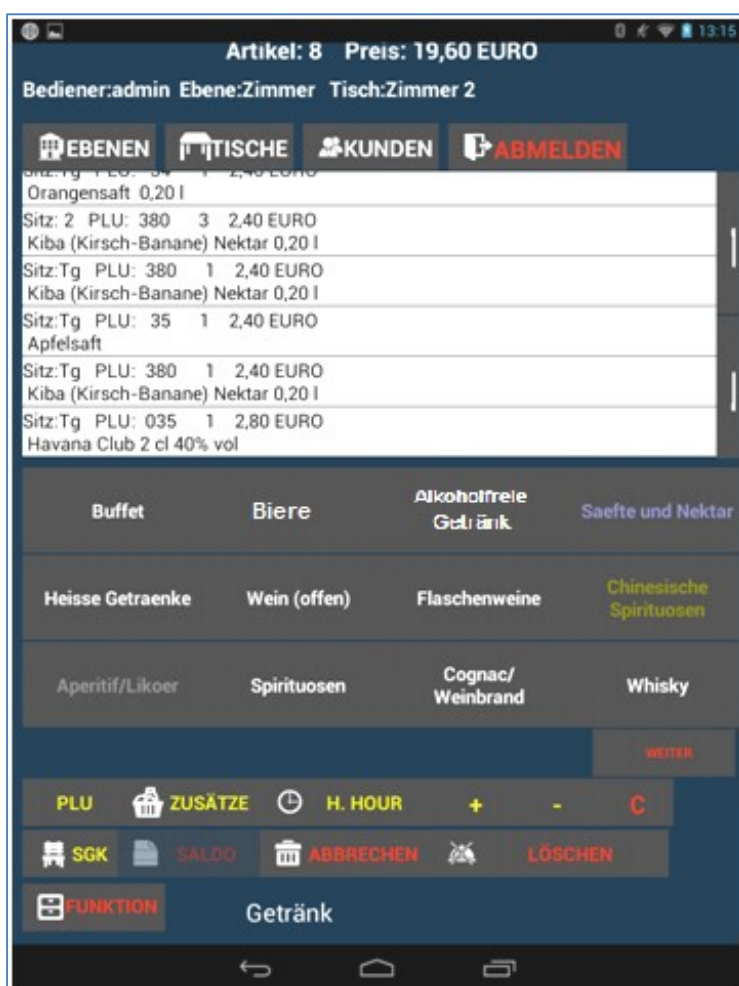 13:15
Artikel: 8 Preis: 19,60 EURO
Bediener:admin Ebene:Zimmer Tisch:Zimmer 2
EBENEN TISCHE KUNDEN ABMELDEN
Orangensaft 0,20 l
Sitz: 2 PLU: 380 3 2,40 EURO
Kiba (Kirsch-Banane) Nektar 0,20 l
Sitz:Tg PLU: 380 1 2,40 EURO
Kiba (Kirsch-Banane) Nektar 0,20 l
Sitz:Tg PLU: 35 1 2,40 EURO
Apfelsaft
Sitz:Tg PLU: 380 1 2,40 EURO
Kiba (Kirsch-Banane) Nektar 0,20 l
Sitz:Tg PLU: 035 1 2,80 EURO
Havana Club 2 cl 40% vol
Buffet Biere Alkoholfreie Getränk Saefte und Nektar
Heisse Getraenke Wein (offen) Flaschenweine Chinesische Spirituosen
Aperitif/Likoer Spirituosen Cognac/ Weinbrand Whisky
WEITER
PLU ZUSÄTZE H. HOUR + - C
SGK SALDO ABBRECHEN LÖSCHEN
FUNKTION Getränk